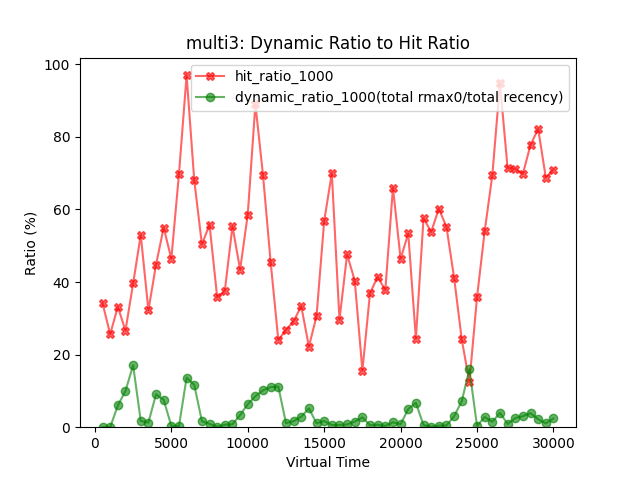 multi3: Dynamic Ratio to Hit Ratio
hit_ratio_1000
dynamic_ratio_1000(total rmax0/total recency)
Ratio (%)
100
80
60
40
20
0
0
5000
10000
15000
20000
25000
30000
Virtual Time